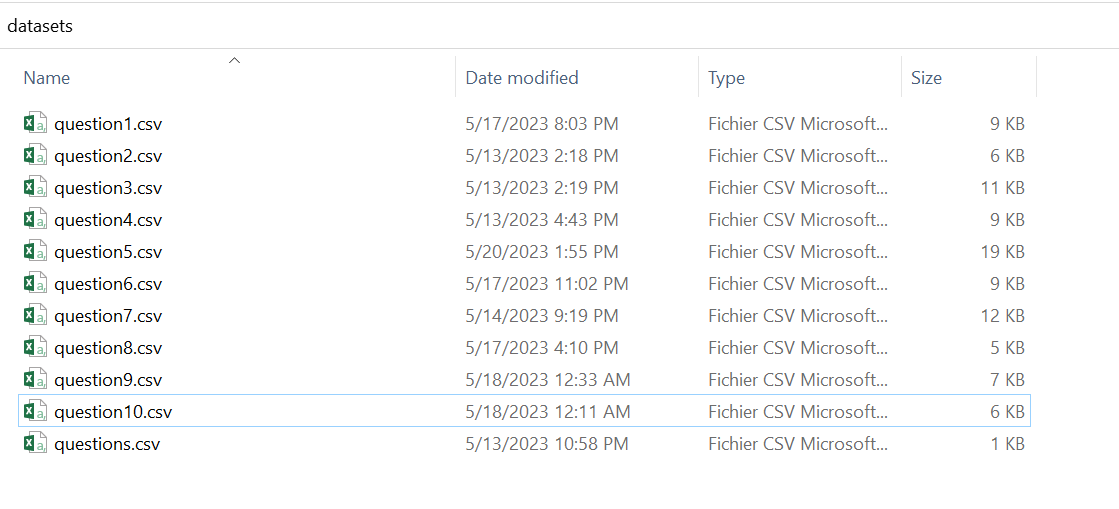 datasets
Name Date modified Type Size
question1.csv 5/17/2023 8:03 PM Fichier CSV Microsoft... 9 KB
question2.csv 5/13/2023 2:18 PM Fichier CSV Microsoft... 6 KB
question3.csv 5/13/2023 2:19 PM Fichier CSV Microsoft... 11 KB
question4.csv 5/13/2023 4:43 PM Fichier CSV Microsoft... 9 KB
question5.csv 5/20/2023 1:55 PM Fichier CSV Microsoft... 19 KB
question6.csv 5/17/2023 11:02 PM Fichier CSV Microsoft... 9 KB
question7.csv 5/14/2023 9:19 PM Fichier CSV Microsoft... 12 KB
question8.csv 5/17/2023 4:10 PM Fichier CSV Microsoft... 5 KB
question9.csv 5/18/2023 12:33 AM Fichier CSV Microsoft... 7 KB
question10.csv 5/18/2023 12:11 AM Fichier CSV Microsoft... 6 KB
questions.csv 5/13/2023 10:58 PM Fichier CSV Microsoft... 1 KB